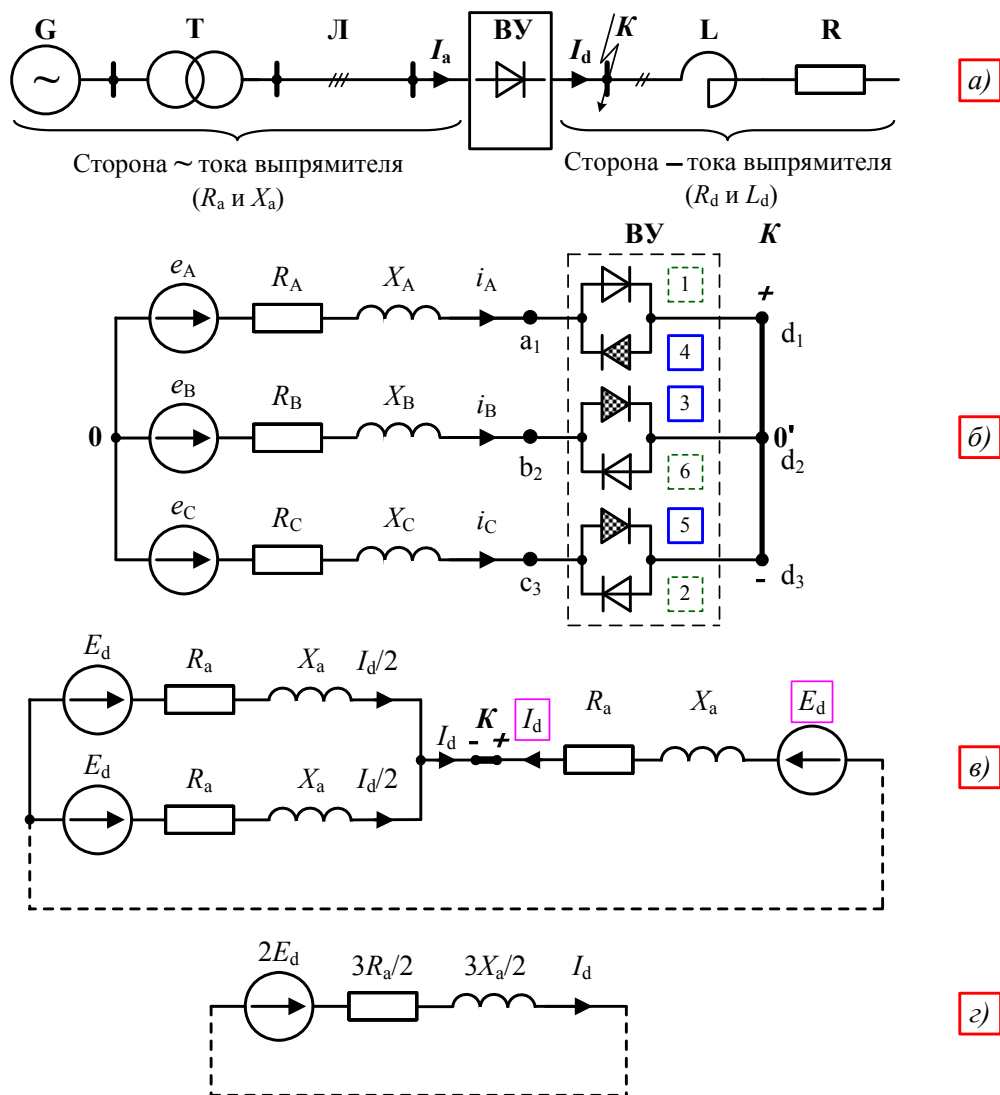 G T Л I_a ВУ I_d К L R
~
а)
Сторона ~ тока выпрямителя
(R_a и X_a)
Сторона – тока выпрямителя
(R_d и L_d)
ВУ К
e_A R_A X_A i_A a_1 1 4 + d_1
e_B R_B X_B i_B b_2 3 6 0' d_2
0
б)
e_C R_C X_C i_C c_3 5 2 - d_3
E_d R_a X_a I_d/2
I_d К - + I_d R_a X_a E_d
E_d R_a X_a I_d/2
в)
2E_d 3R_a/2 3X_a/2 I_d
г)